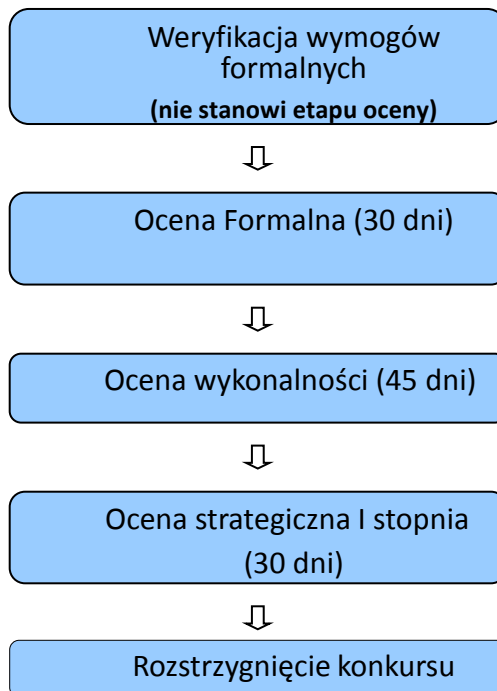 Weryfikacja wymogów
formalnych
(nie stanowi etapu oceny)
Ocena Formalna (30 dni)
Ocena wykonalności (45 dni)
Ocena strategiczna I stopnia
(30 dni)
Rozstrzygnięcie konkursu